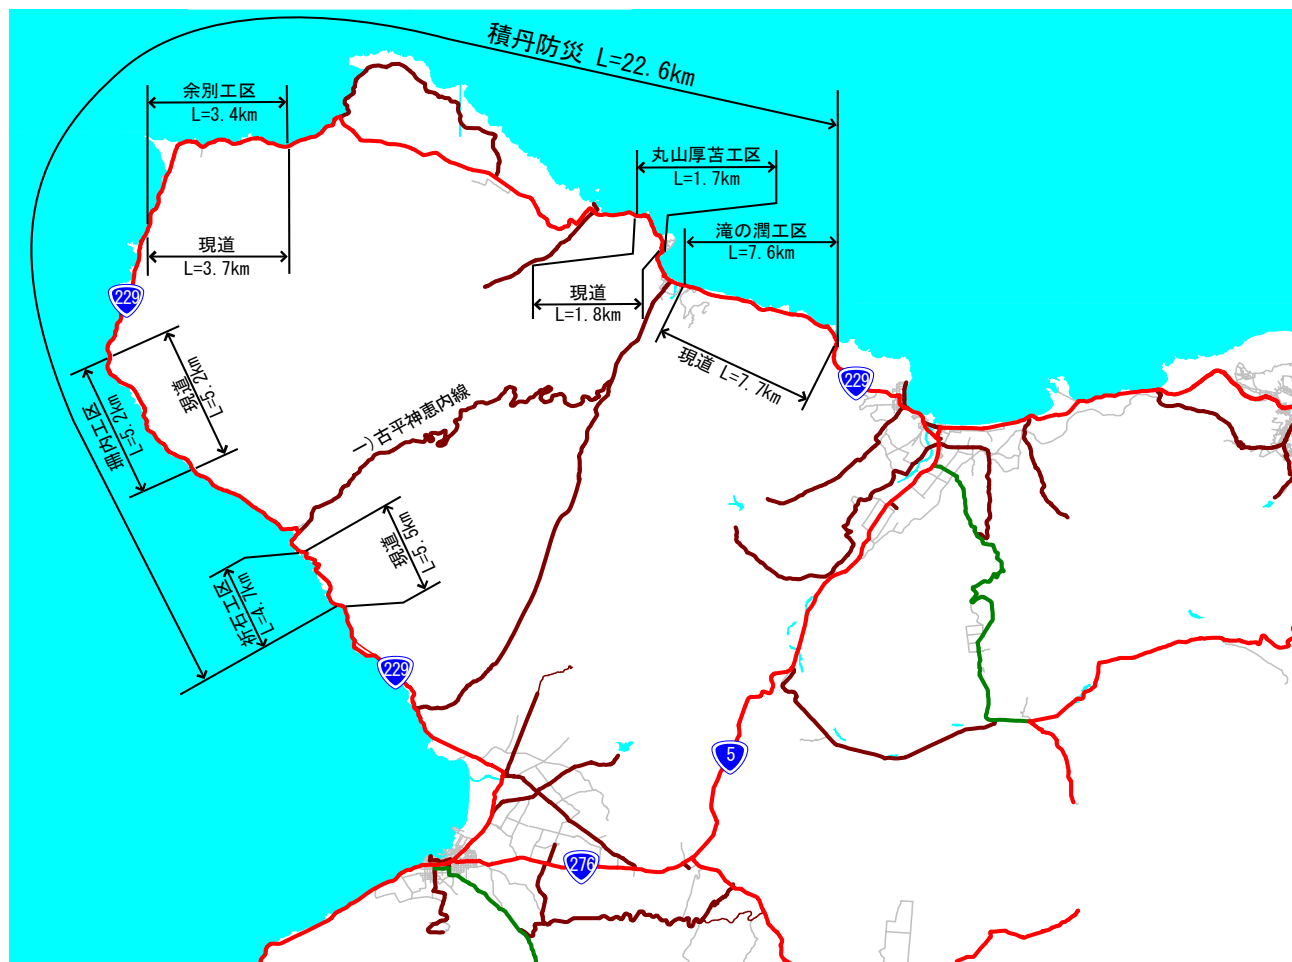 積丹防災 L=22.6km
余別工区
L=3.4km
現道
L=3.7km
丸山厚苫工区
L=1.7km
滝の澗工区
L=7.6km
現道
L=1.8km
現道 L=7.7km
229
229
現道
L=5.2km
珊内工区
L=5.2km
一)古平神恵内線
現道
L=5.5km
祈石工区
L=4.7km
229
5
276